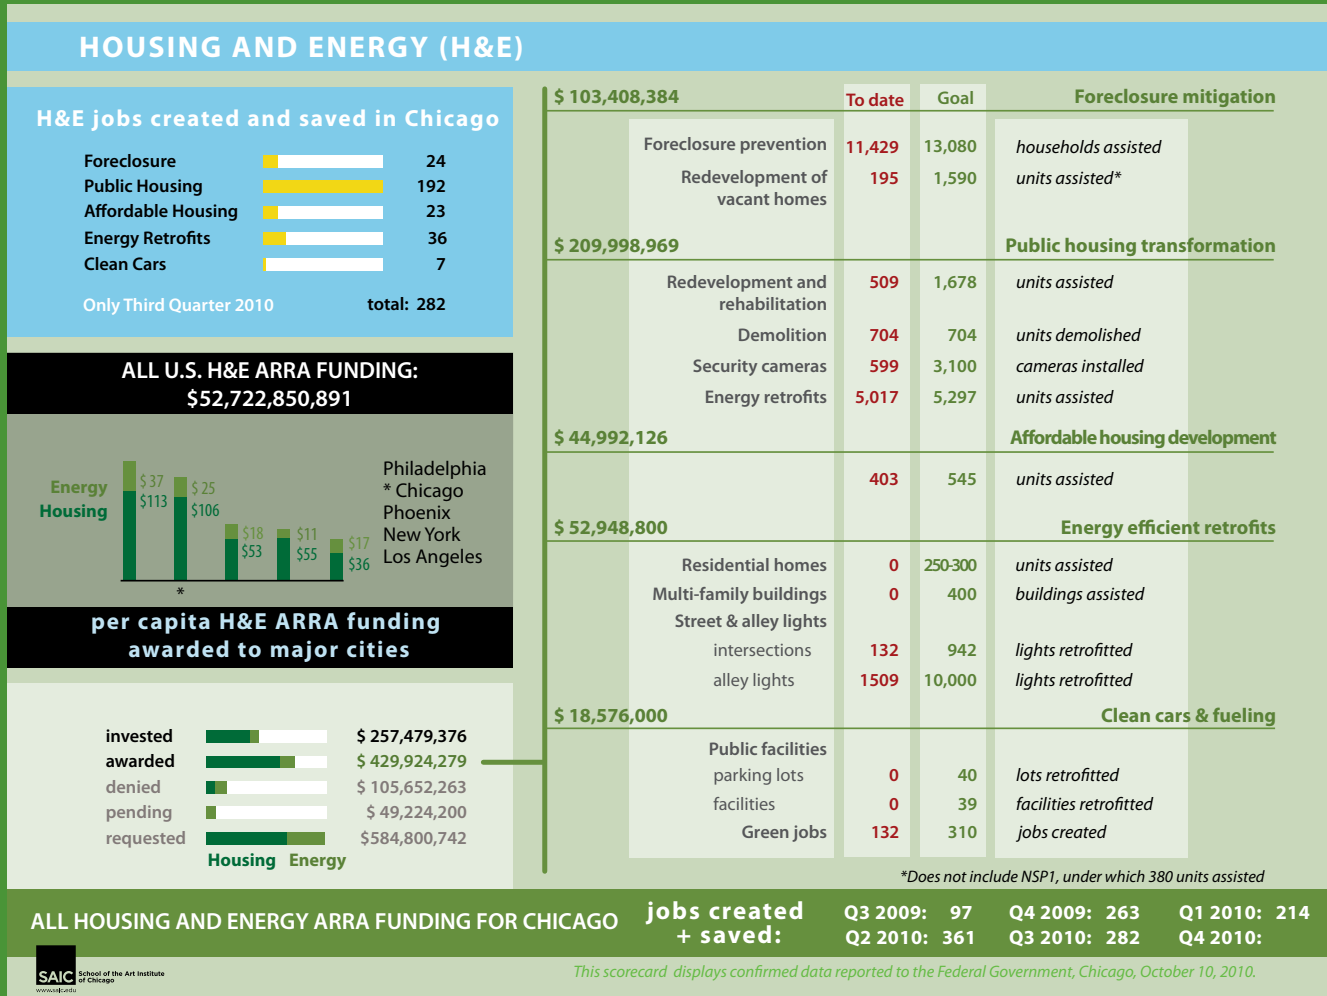 HOUSING AND ENERGY (H&E)
H&E jobs created and saved in Chicago
Foreclosure 24
Public Housing 192
Affordable Housing 23
Energy Retrofits 36
Clean Cars 7
Only Third Quarter 2010 total: 282
ALL U.S. H&E ARRA FUNDING:
$52,722,850,891
Energy
Housing
$ 37
$113
$ 25
$106
$18
$53
$11
$55
$17
$36
*
Philadelphia
* Chicago
Phoenix
New York
Los Angeles
per capita H&E ARRA funding
awarded to major cities
invested $ 257,479,376
awarded $ 429,924,279
denied $ 105,652,263
pending $ 49,224,200
requested $584,800,742
Housing Energy
$ 103,408,384 To date Goal Foreclosure mitigation
Foreclosure prevention 11,429 13,080 households assisted
Redevelopment of 195 1,590 units assisted*
vacant homes
$ 209,998,969 Public housing transformation
Redevelopment and 509 1,678 units assisted
rehabilitation
Demolition 704 704 units demolished
Security cameras 599 3,100 cameras installed
Energy retrofits 5,017 5,297 units assisted
$ 44,992,126 Affordable housing development
403 545 units assisted
$ 52,948,800 Energy efficient retrofits
Residential homes 0 250-300 units assisted
Multi-family buildings 0 400 buildings assisted
Street & alley lights
intersections 132 942 lights retrofitted
alley lights 1509 10,000 lights retrofitted
$ 18,576,000 Clean cars & fueling
Public facilities
parking lots 0 40 lots retrofitted
facilities 0 39 facilities retrofitted
Green jobs 132 310 jobs created
*Does not include NSP1, under which 380 units assisted
ALL HOUSING AND ENERGY ARRA FUNDING FOR CHICAGO
jobs created
+ saved:
Q3 2009: 97 Q4 2009: 263 Q1 2010: 214
Q2 2010: 361 Q3 2010: 282 Q4 2010:
SAIC School of the Art Institute
of Chicago
www.saic.edu
This scorecard displays confirmed data reported to the Federal Government, Chicago, October 10, 2010.